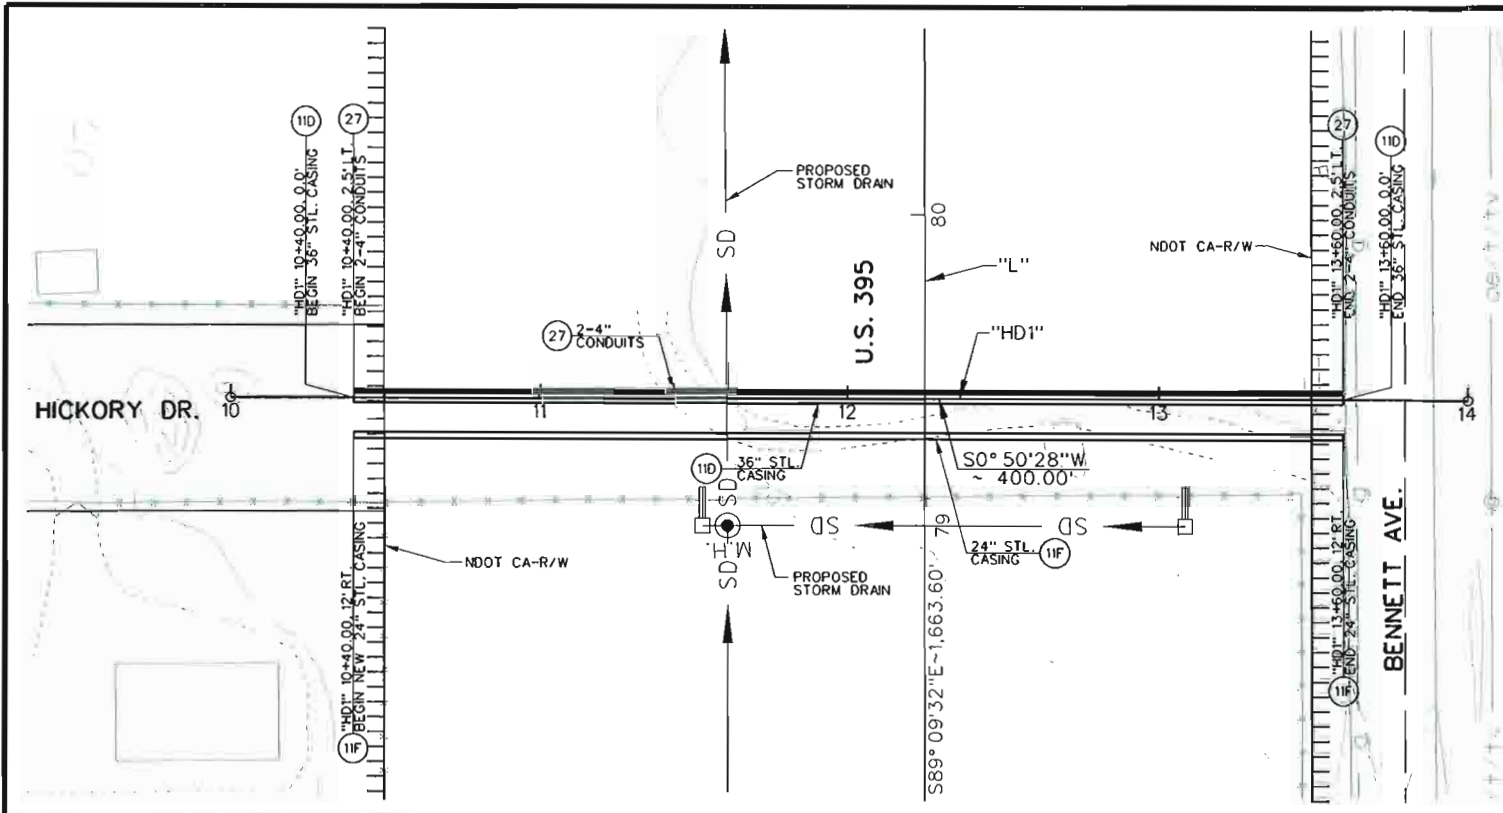 11D
27
"HD1" 10+40.00, 0.0'
BEGIN 36" STL. CASING
"HD1" 10+40.00, 2.5' LT.
BEGIN 2-4" CONDUITS
PROPOSED
STORM DRAIN
SD
80
"L"
U.S. 395
NDOT CA-R/W
27
11D
"HD1" 13+60.00, 2.5' LT.
END 2-4" CONDUITS
"HD1" 13+60.00, 0.0'
END 36" STL. CASING
27
2-4"
CONDUITS
"HD1"
HICKORY DR.
10
11
12
13
14
11D
36" STL.
CASING
S0° 50'28"W
~ 400.00'
SD
M.H.
SD
SD
SD
79
24" STL.
CASING
11F
NDOT CA-R/W
PROPOSED
STORM DRAIN
S89° 09'32"E~1,663.60'
"HD1" 10+40.00, 12' RT.
BEGIN NEW 24" STL. CASING
11F
"HD1" 13+60.00, 12' RT.
END 24" STL. CASING
11F
BENNETT AVE.